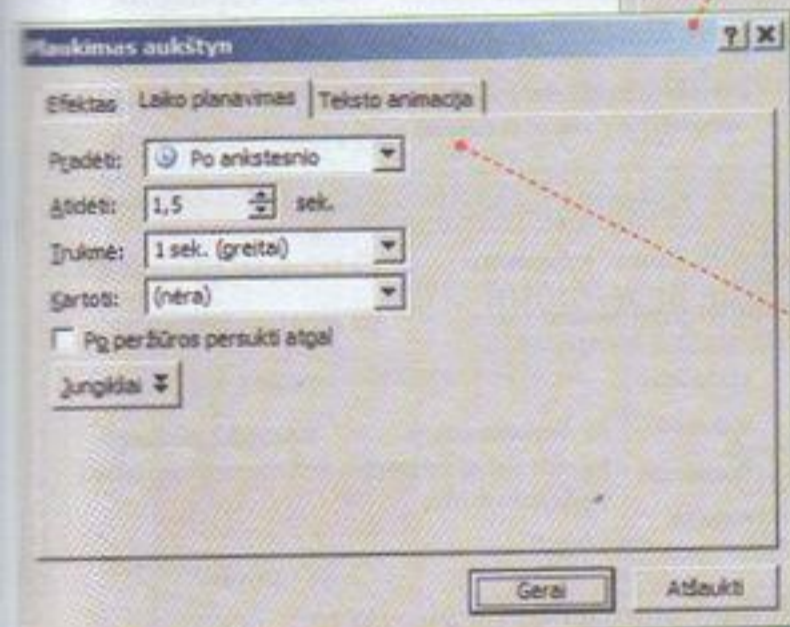 Plaukimas aukštyn
Efektas Laiko planavimas Teksto animacija
Pradėti: Po ankstesnio
Atidėti: 1,5 sek.
Trukmė: 1 sek. (greitai)
Kartoti: (nėra)
Po peržiūros persukti atgal
Jungikliai
Gerai Atšaukti